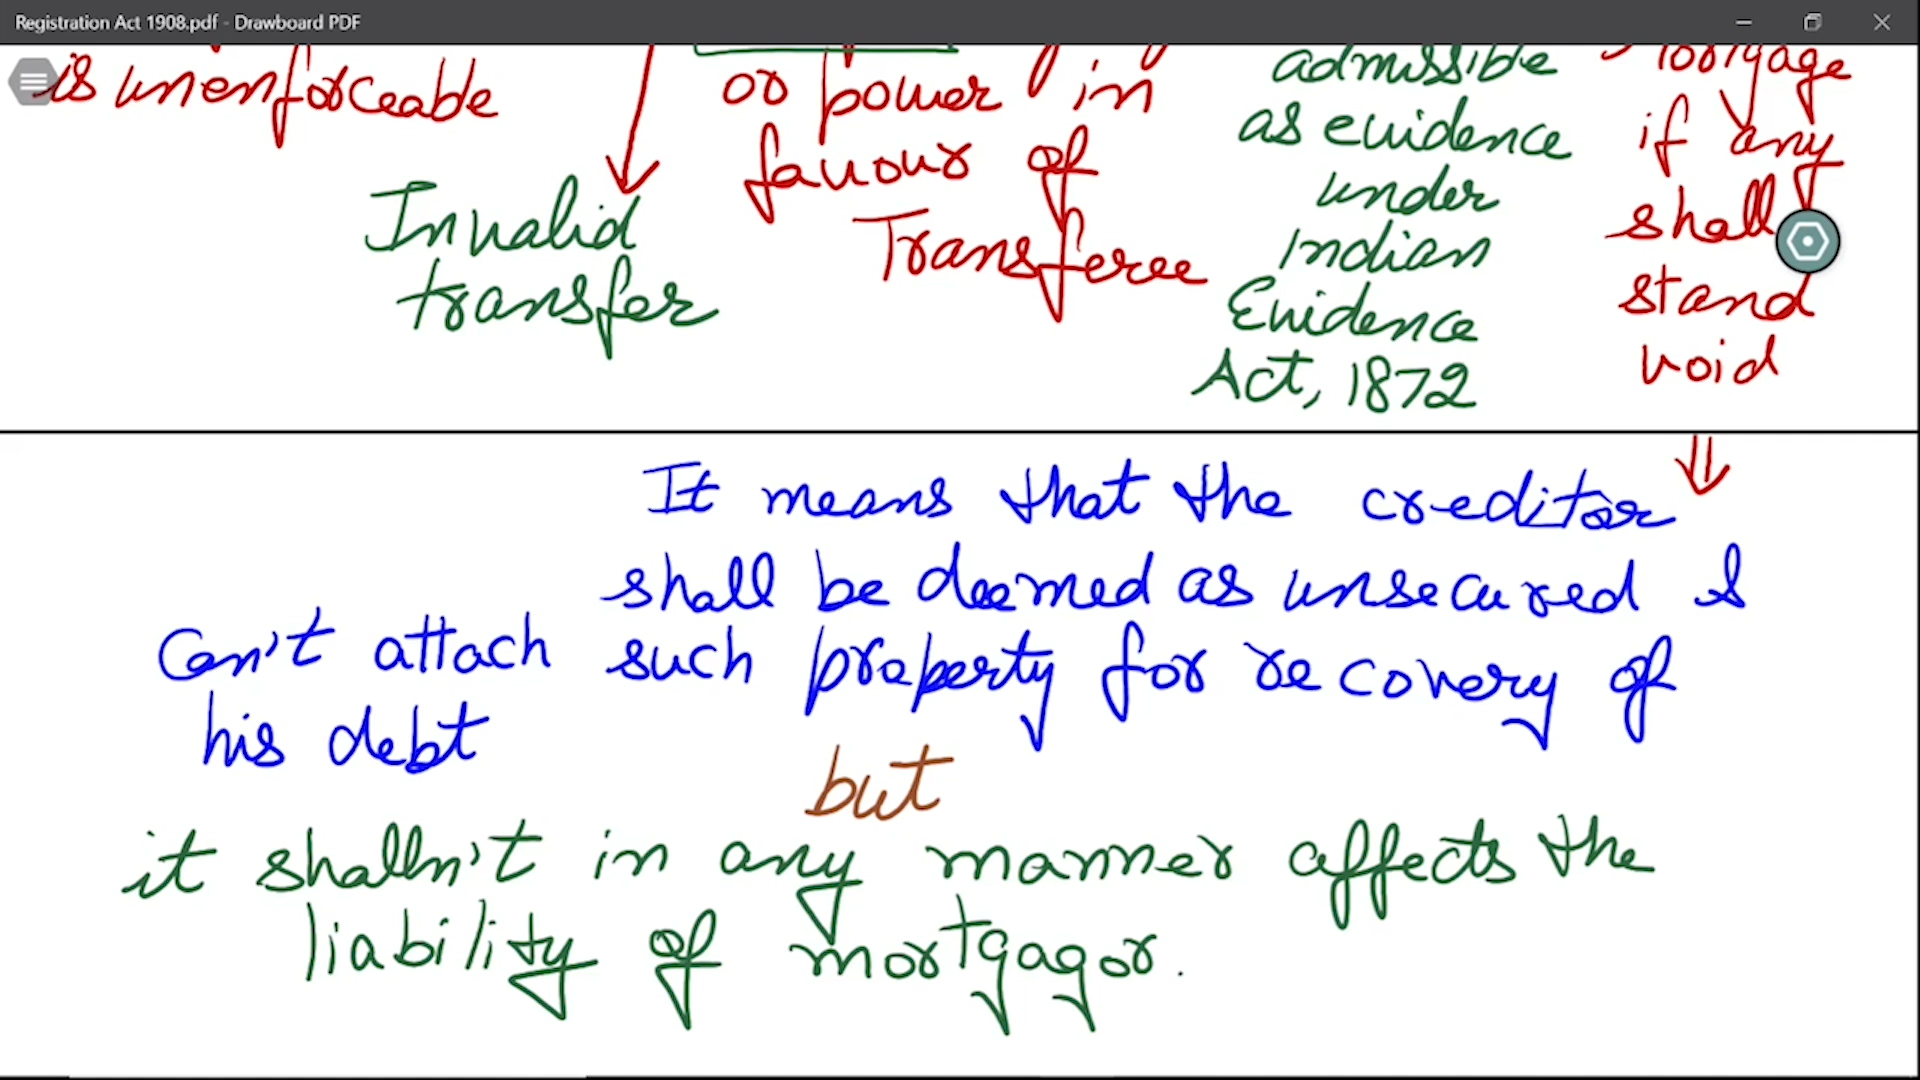 Registration Act 1908.pdf - Drawboard PDF
is unenforceable
Invalid
transfer
or power in
favour of
Transferee
admissible
as evidence
under
Indian
Evidence
Act, 1872
mortgage
if any
shall
stand
void
It means that the creditor
shall be deemed as unsecured &
Can't attach such property for recovery of
his debt
but
it shalln't in any manner affects the
liability of mortgagor.